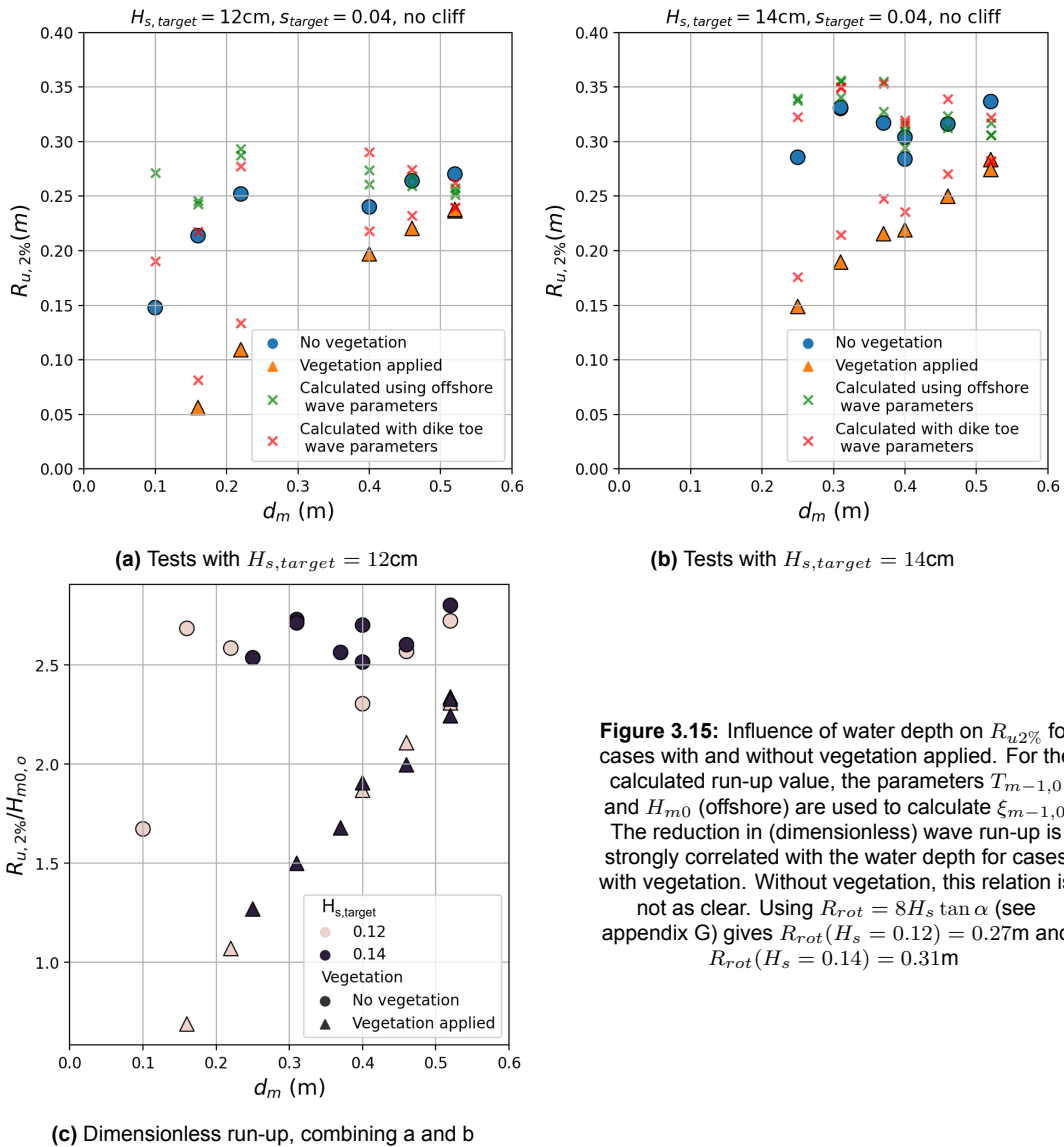 H_{s,target} = 12cm, s_{target} = 0.04, no cliff
0.40
0.35
0.30
0.25
0.20
0.15
0.10
0.05
0.00
R_{u,2%}(m)
No vegetation
Vegetation applied
Calculated using offshore
wave parameters
Calculated with dike toe
wave parameters
0.0 0.1 0.2 0.3 0.4 0.5 0.6
d_m (m)
(a) Tests with H_{s,target} = 12cm
H_{s,target} = 14cm, s_{target} = 0.04, no cliff
0.40
0.35
0.30
0.25
0.20
0.15
0.10
0.05
0.00
R_{u,2%}(m)
No vegetation
Vegetation applied
Calculated using offshore
wave parameters
Calculated with dike toe
wave parameters
0.0 0.1 0.2 0.3 0.4 0.5 0.6
d_m (m)
(b) Tests with H_{s,target} = 14cm
2.5
2.0
1.5
1.0
R_{u,2%}/H_{m0,o}
H_{s,target}
0.12
0.14
Vegetation
No vegetation
Vegetation applied
0.0 0.1 0.2 0.3 0.4 0.5 0.6
d_m (m)
(c) Dimensionless run-up, combining a and b
Figure 3.15: Influence of water depth on R_{u2%} fo
cases with and without vegetation applied. For the
calculated run-up value, the parameters T_{m−1,0}
and H_{m0} (offshore) are used to calculate ξ_{m−1,0}
The reduction in (dimensionless) wave run-up is
strongly correlated with the water depth for cases
with vegetation. Without vegetation, this relation is
not as clear. Using R_{rot} = 8H_s tan α (see
appendix G) gives R_{rot}(H_s = 0.12) = 0.27m and
R_{rot}(H_s = 0.14) = 0.31m